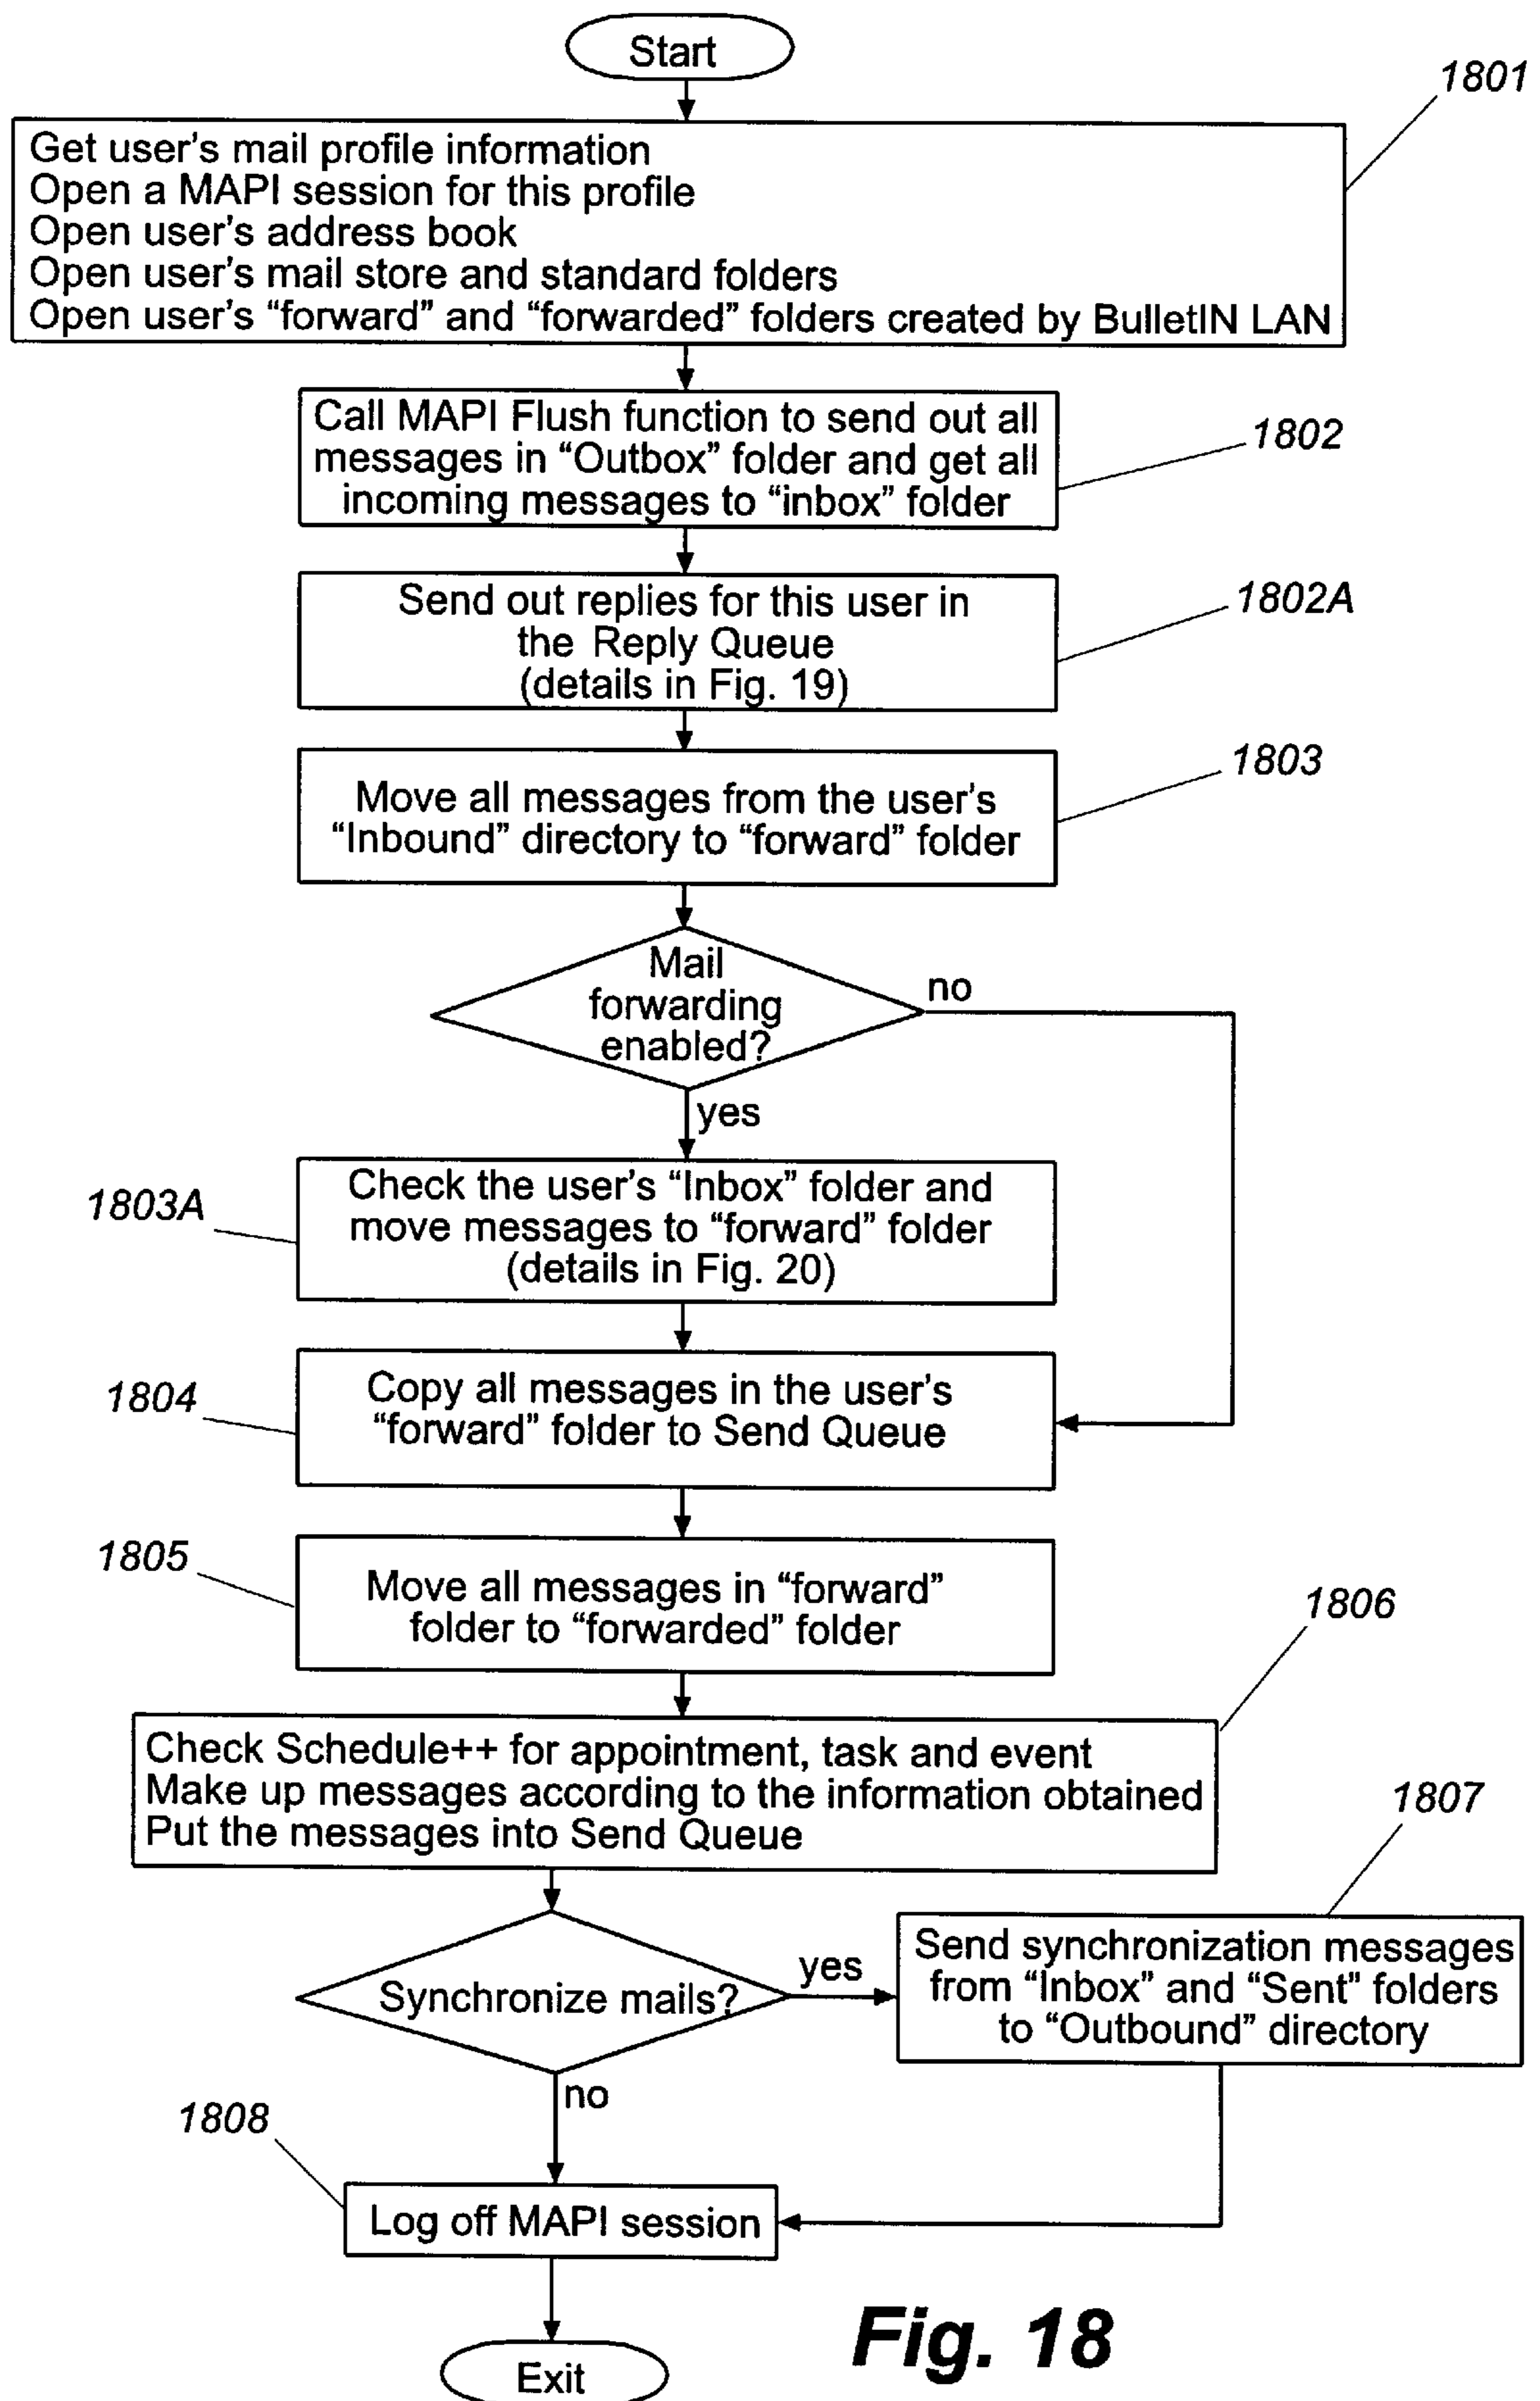 Start
1801
Get user's mail profile information
Open a MAPI session for this profile
Open user's address book
Open user's mail store and standard folders
Open user's “forward” and “forwarded” folders created by BulletIN LAN
Call MAPI Flush function to send out all
messages in “Outbox” folder and get all
incoming messages to “inbox” folder
1802
Send out replies for this user in
the Reply Queue
(details in Fig. 19)
1802A
Move all messages from the user's
“Inbound” directory to “forward” folder
1803
Mail
forwarding
enabled?
no
yes
1803A
Check the user's “Inbox” folder and
move messages to “forward” folder
(details in Fig. 20)
1804
Copy all messages in the user's
“forward” folder to Send Queue
1805
Move all messages in “forward”
folder to “forwarded” folder
1806
Check Schedule++ for appointment, task and event
Make up messages according to the information obtained
Put the messages into Send Queue
1807
Synchronize mails?
yes
Send synchronization messages
from “Inbox” and “Sent” folders
to “Outbound” directory
no
1808
Log off MAPI session
Exit
Fig. 18